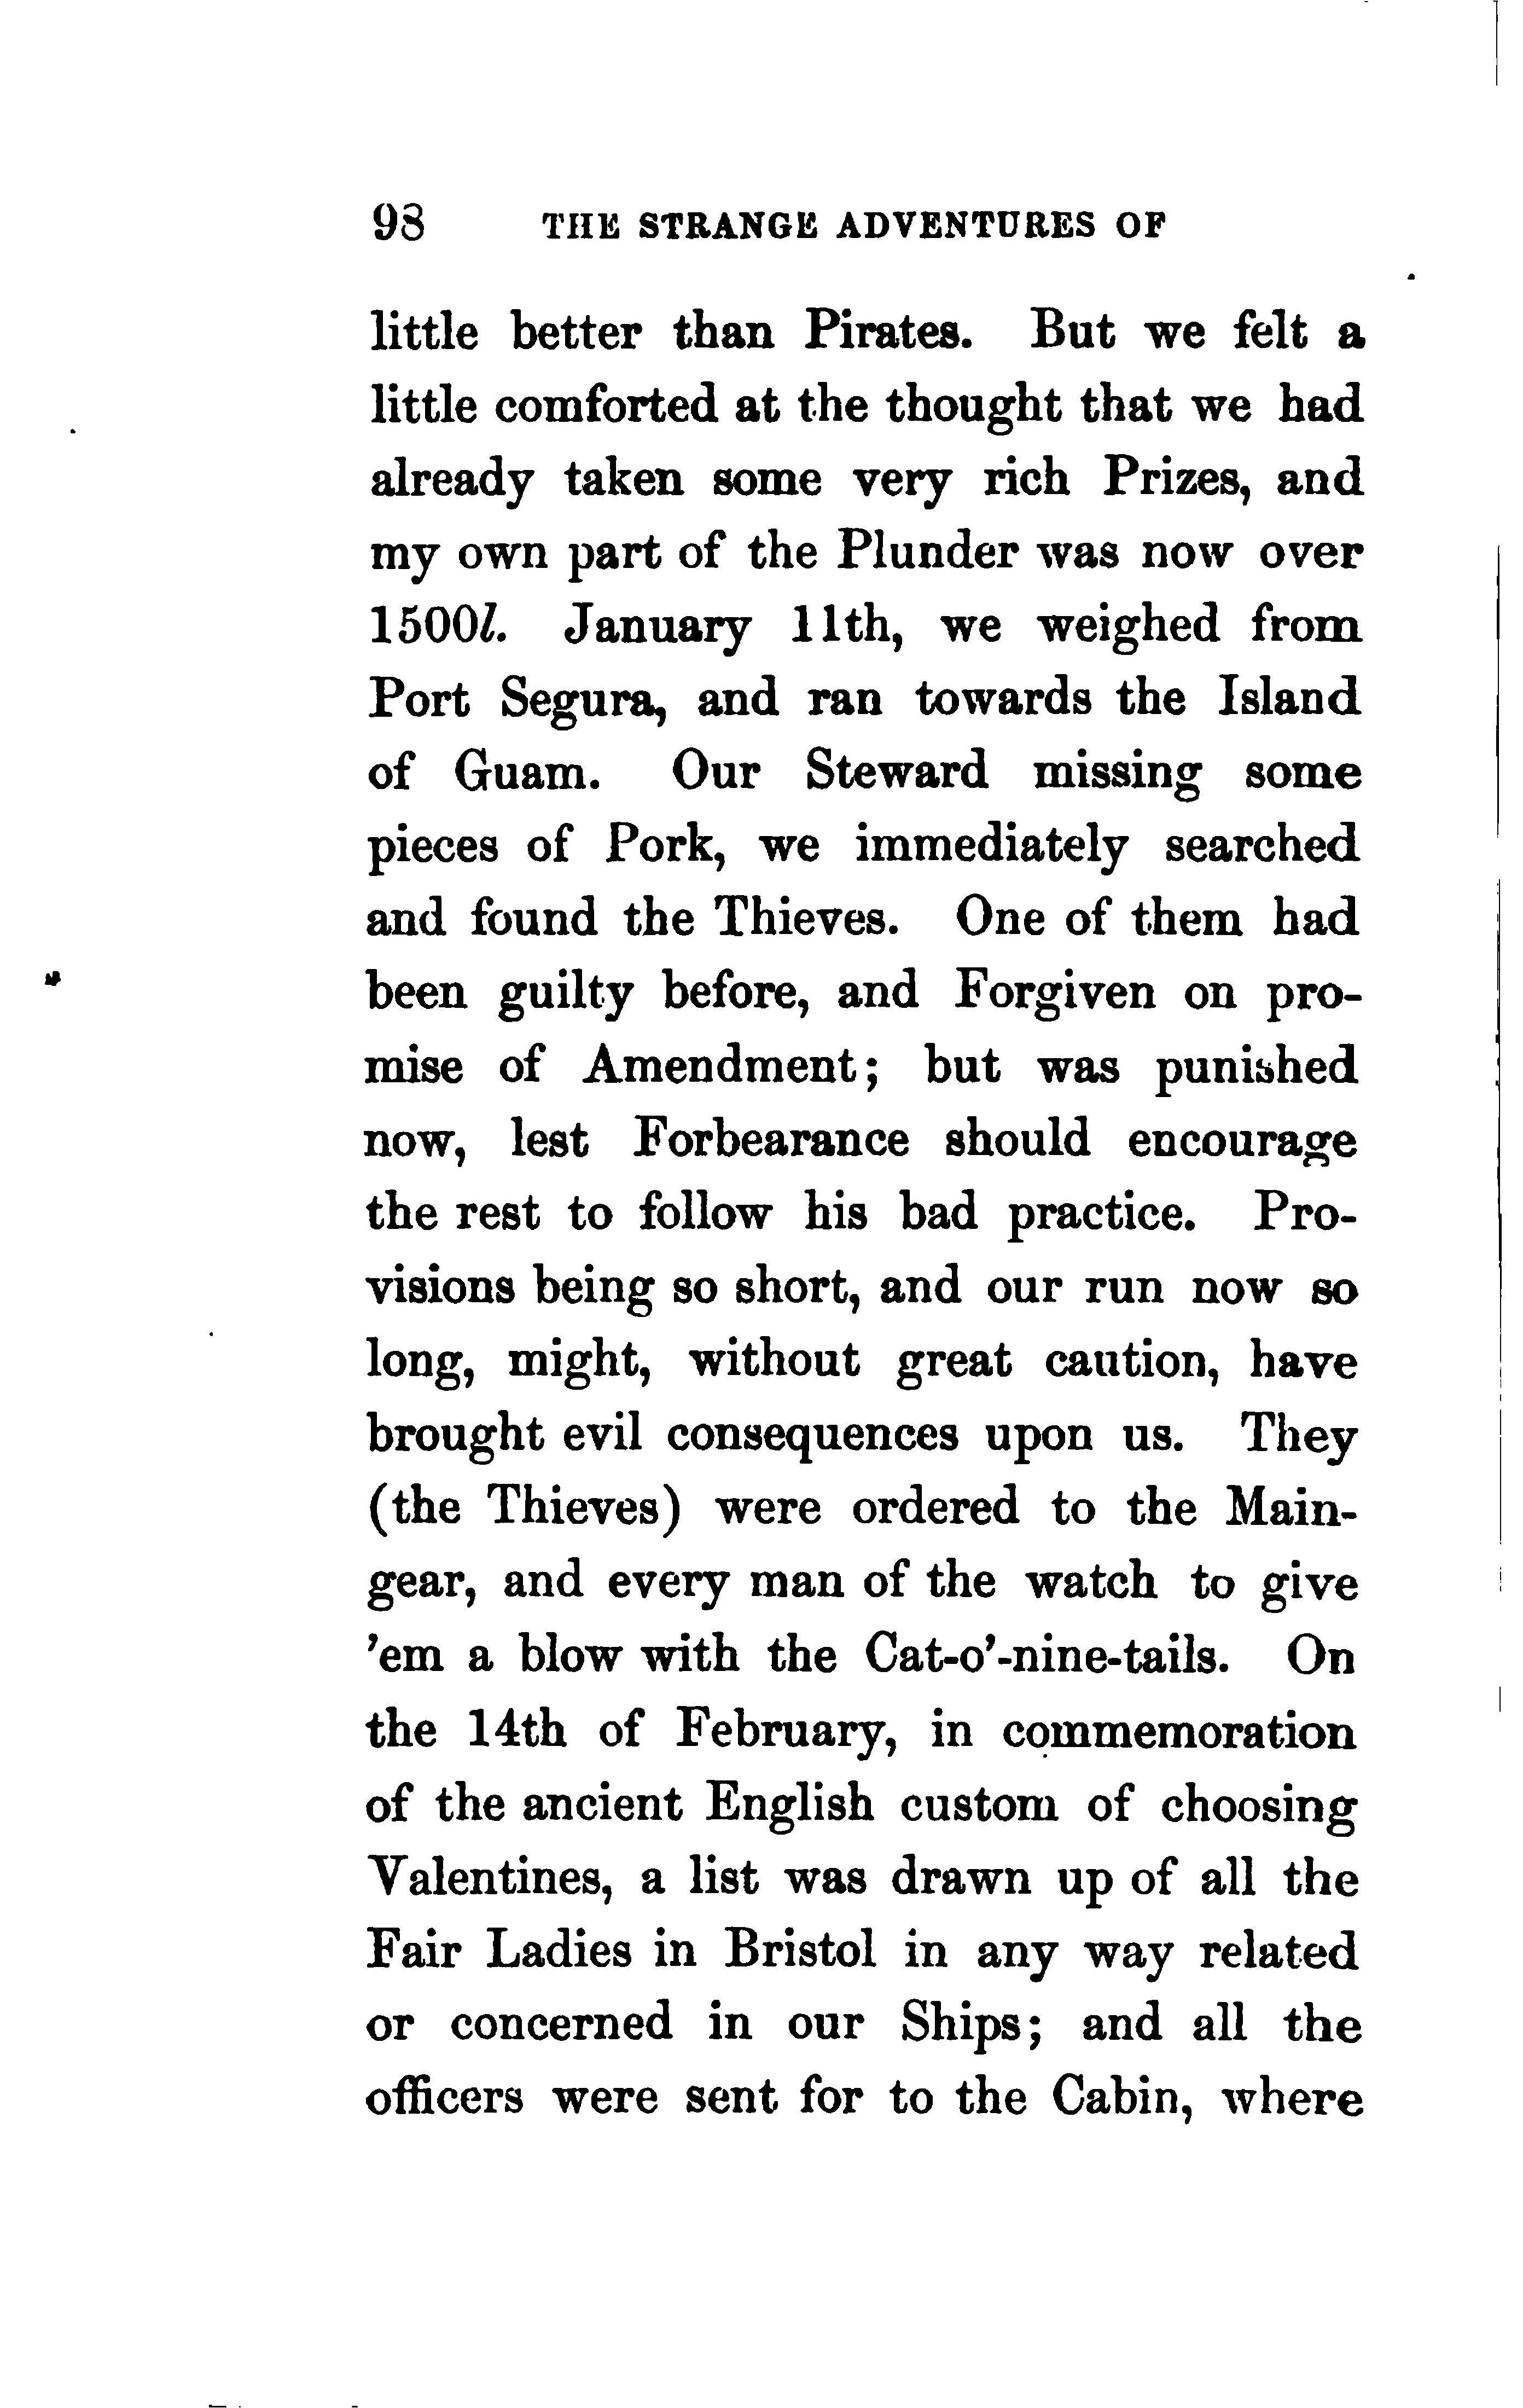 98 THE STRANGE ADVENTURES OF
little better than Pirates. But we felt a
little comforted at the thought that we had
already taken some very rich Prizes, and
my own part of the Plunder was now over
1500l. January 11th, we weighed from
Port Segura, and ran towards the Island
of Guam. Our Steward missing some
pieces of Pork, we immediately searched
and found the Thieves. One of them had
been guilty before, and Forgiven on pro-
mise of Amendment; but was punished
now, lest Forbearance should encourage
the rest to follow his bad practice. Pro-
visions being so short, and our run now so
long, might, without great caution, have
brought evil consequences upon us. They
(the Thieves) were ordered to the Main-
gear, and every man of the watch to give
'em a blow with the Cat-o'-nine-tails. On
the 14th of February, in commemoration
of the ancient English custom of choosing
Valentines, a list was drawn up of all the
Fair Ladies in Bristol in any way related
or concerned in our Ships; and all the
officers were sent for to the Cabin, where